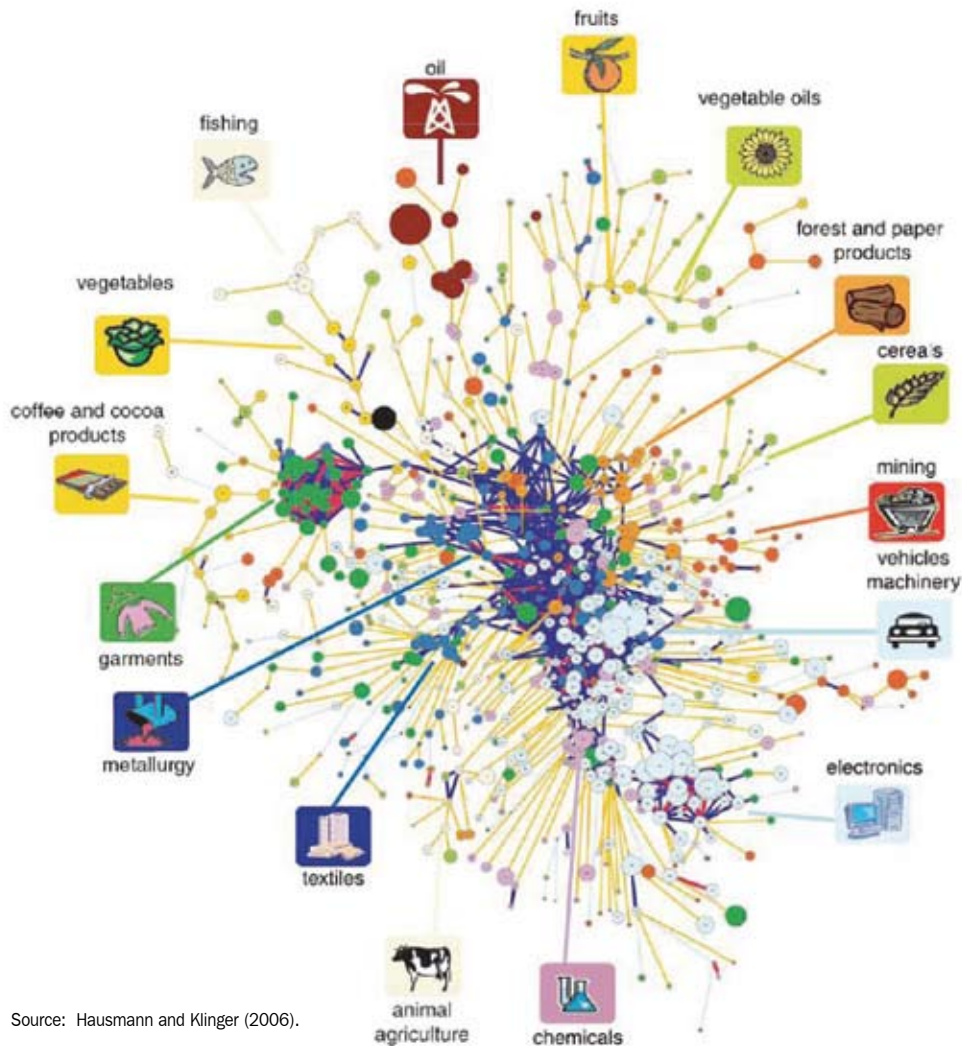 fruits
oil
vegetable oils
fishing
forest and paper
products
vegetables
cerea's
coffee and cocoa
products
mining
vehicles
machinery
garments
metallurgy
electronics
textiles
animal
agriculture
chemicals
Source: Hausmann and Klinger (2006).